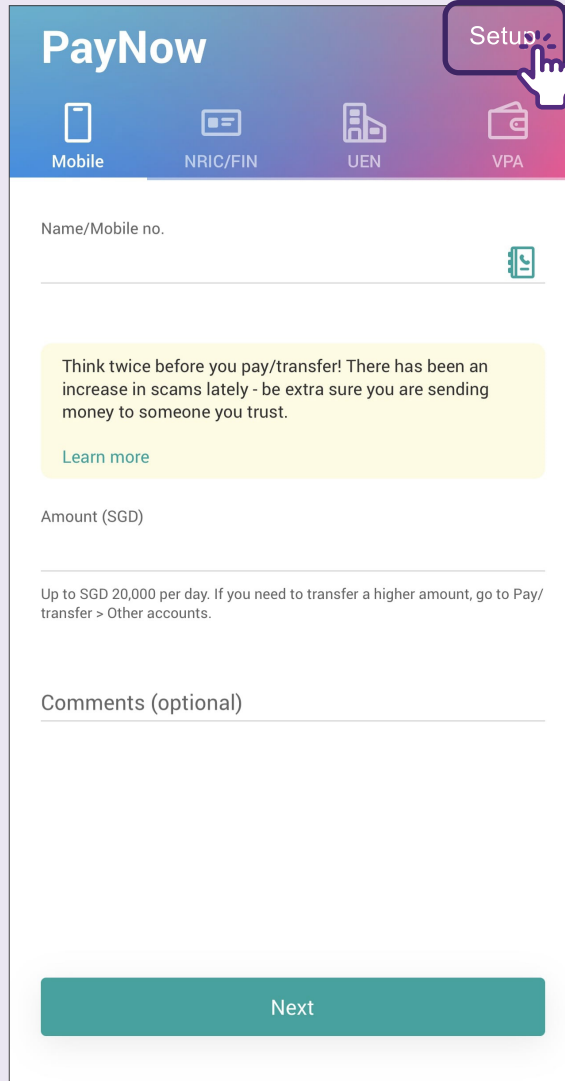 PayNow
Setup
Mobile
NRIC/FIN
UEN
VPA
Name/Mobile no.
Think twice before you pay/transfer! There has been an
increase in scams lately - be extra sure you are sending
money to someone you trust.
Learn more
Amount (SGD)
Up to SGD 20,000 per day. If you need to transfer a higher amount, go to Pay/
transfer > Other accounts.
Comments (optional)
Next